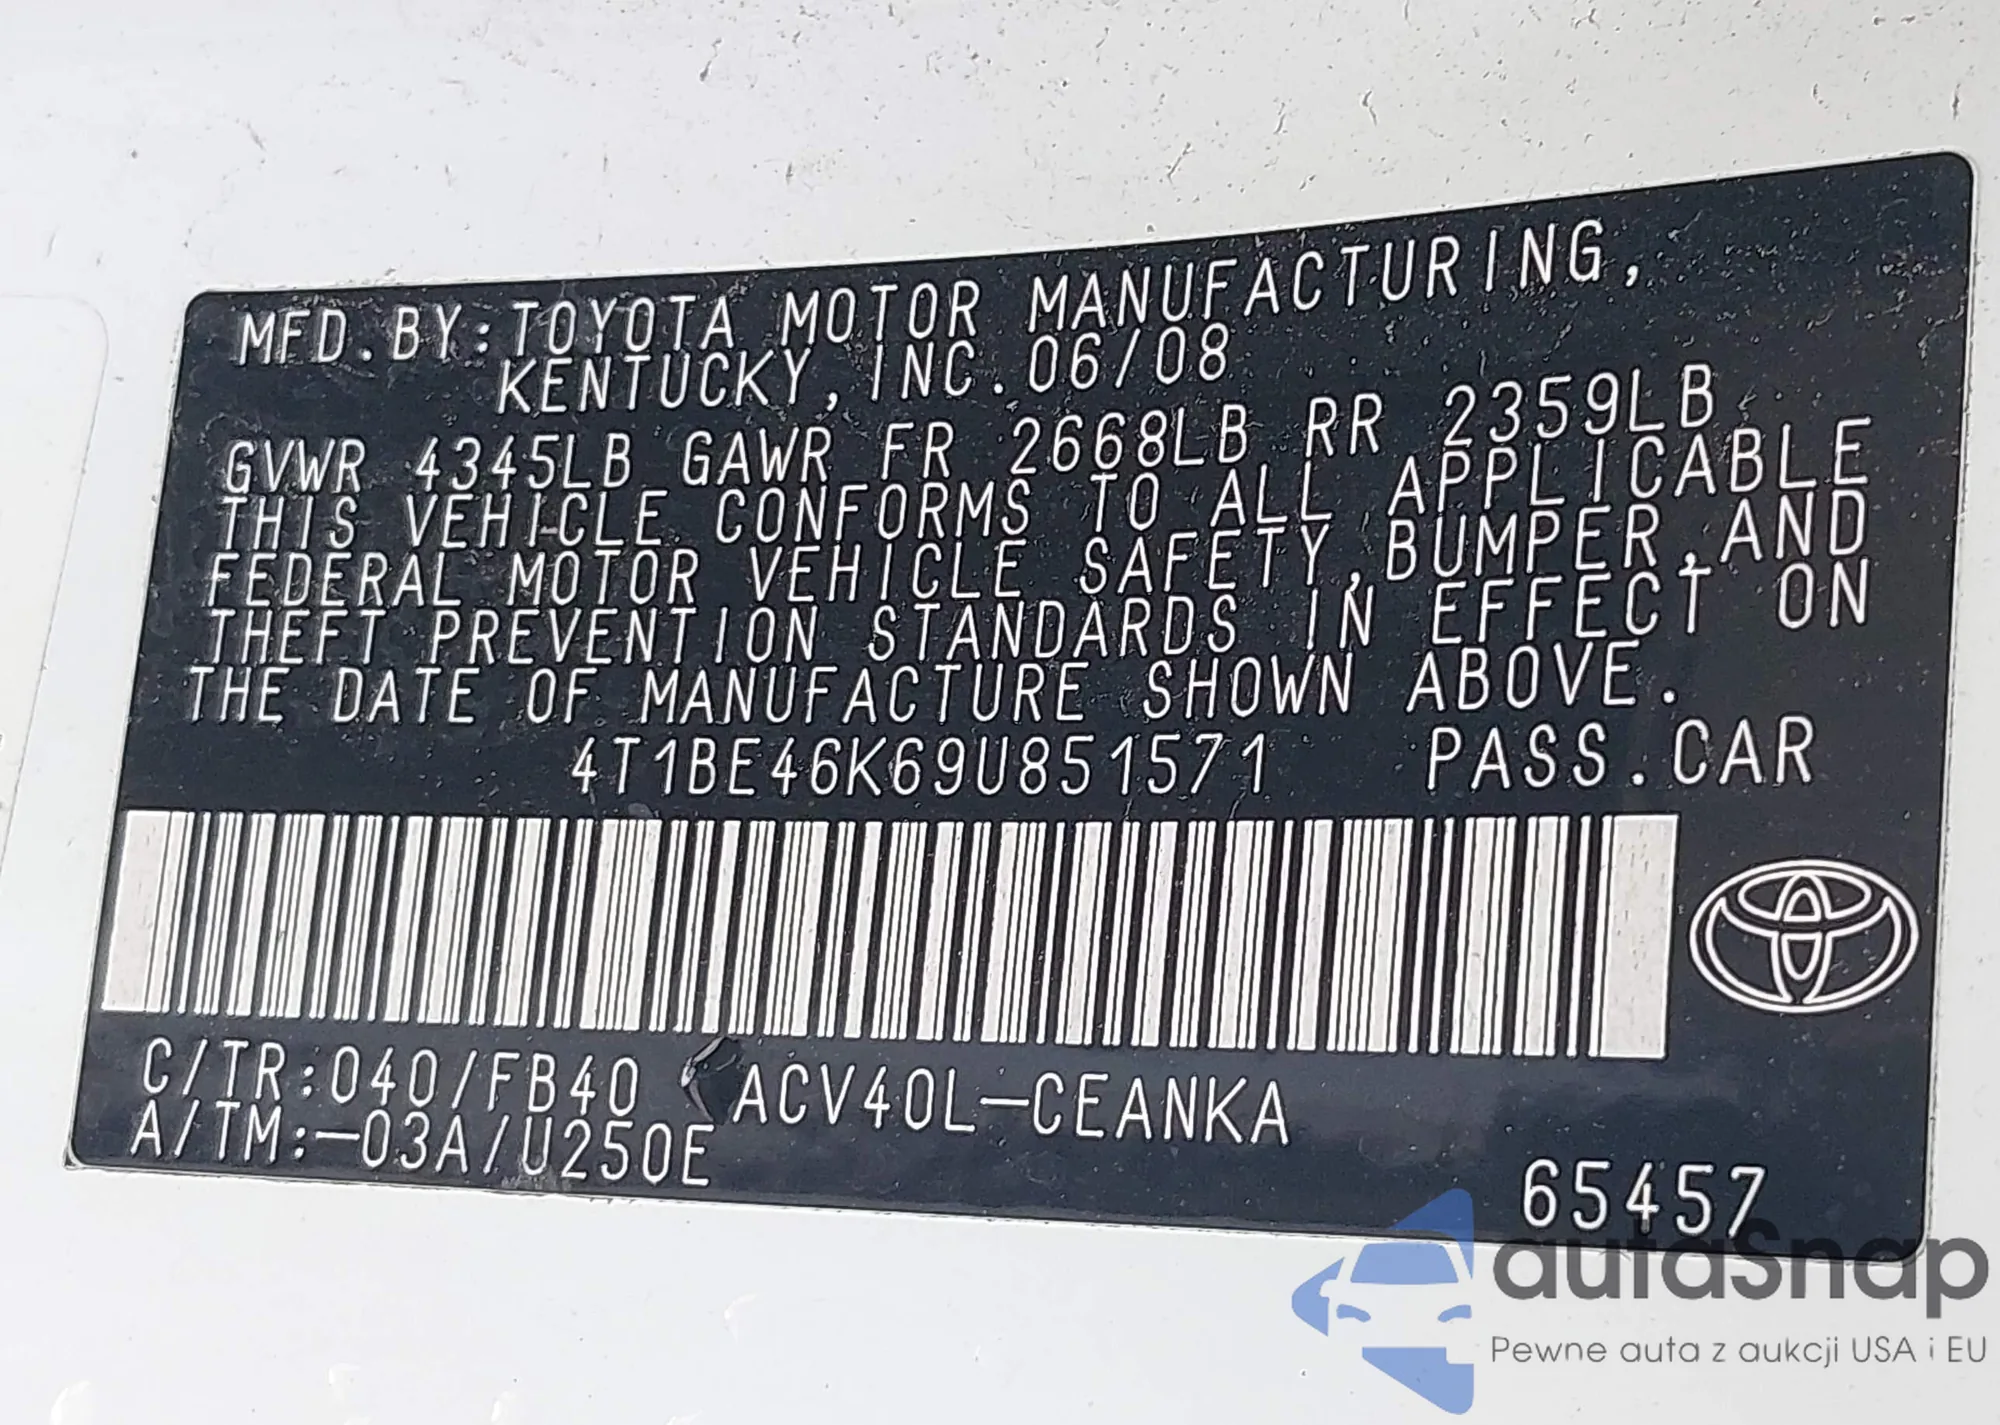 MFD.BY:TOYOTA MOTOR MANUFACTURING,
KENTUCKY,INC.06/08
GVWR 4345LB GAWR FR 2668LB RR 2359LB
THIS VEHICLE CONFORMS TO ALL APPLICABLE
FEDERAL MOTOR VEHICLE SAFETY,BUMPER,AND
THEFT PREVENTION STANDARDS IN EFFECT ON
THE DATE OF MANUFACTURE SHOWN ABOVE.
4T1BE46K69U851571 PASS.CAR
C/TR:040/FB40 ACV40L-CEANKA
A/TM:-03A/U250E
65457
autaSnap
Pewne auta z aukcji USA i EU